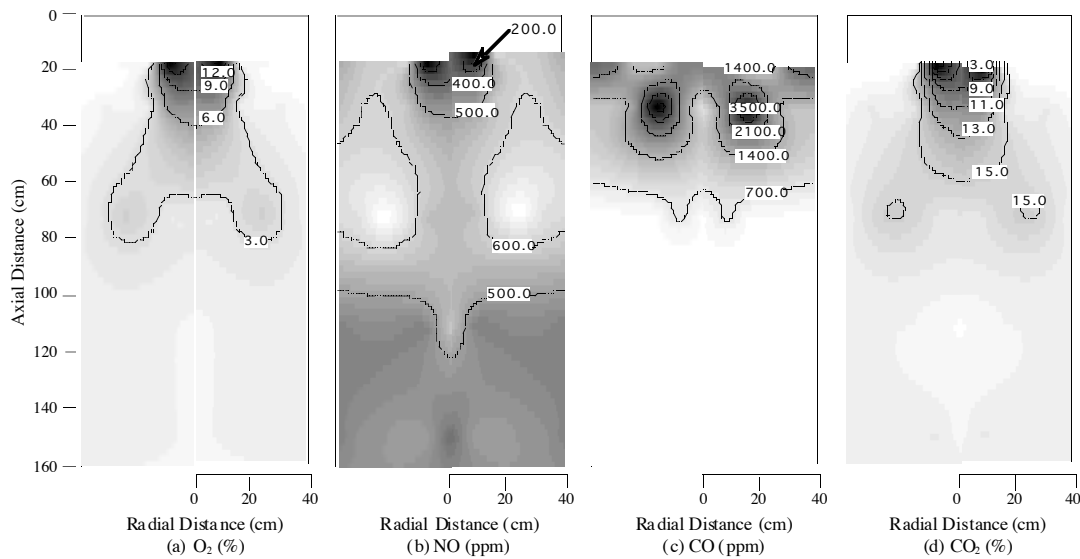 0
20
40
60
80
100
120
140
160
Axial Distance (cm)
12.0
9.0
6.0
3.0
0 20 40
Radial Distance (cm)
(a) O₂ (%)
200.0
400.0
500.0
600.0
500.0
0 20 40
Radial Distance (cm)
(b) NO (ppm)
1400.0
3500.0
2100.0
1400.0
700.0
0 20 40
Radial Distance (cm)
(c) CO (ppm)
3.0
9.0
11.0
13.0
15.0
15.0
0 20 40
Radial Distance (cm)
(d) CO₂ (%)